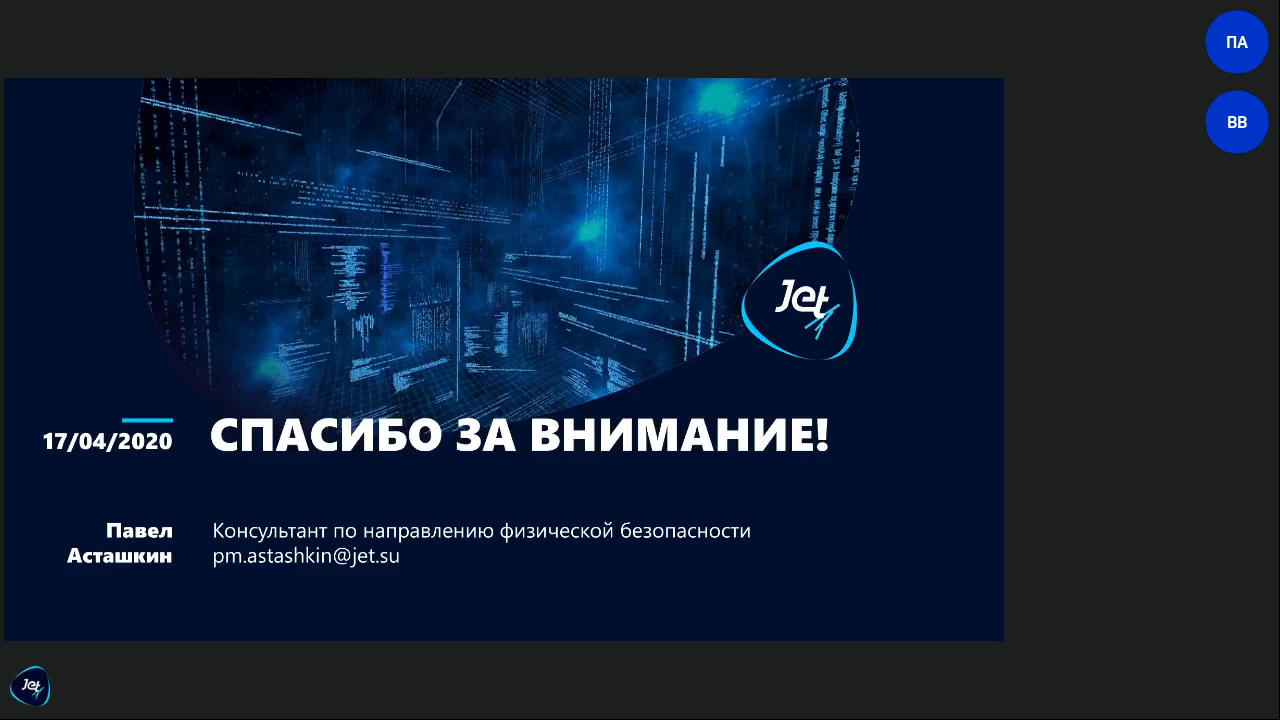 ПА
ВВ
Jet
17/04/2020
СПАСИБО ЗА ВНИМАНИЕ!
Павел Асташкин
Консультант по направлению физической безопасности
pm.astashkin@jet.su
Jet